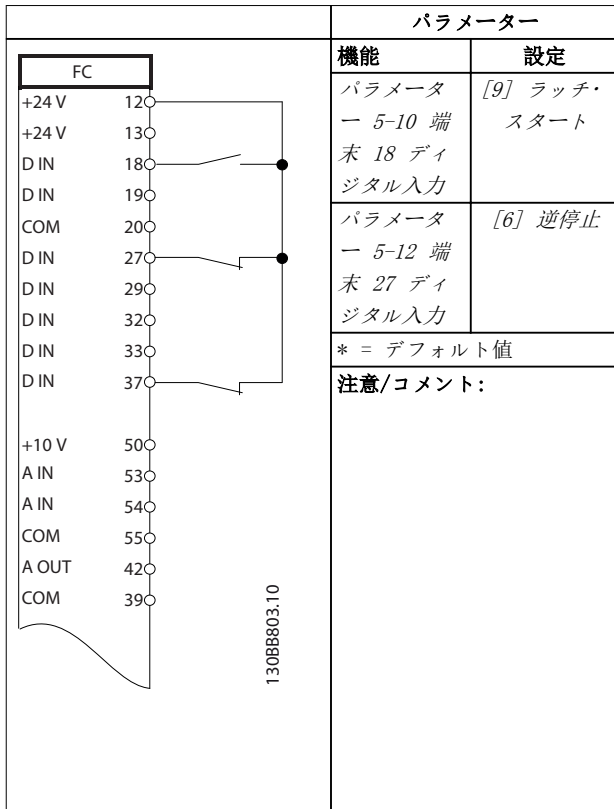 FC
+24 V 12
+24 V 13
D IN 18
D IN 19
COM 20
D IN 27
D IN 29
D IN 32
D IN 33
D IN 37
+10 V 50
A IN 53
A IN 54
COM 55
A OUT 42
COM 39
130BB803.10
パラメーター
機能 設定
パラメータ
ー 5-10 端
末 18 ディ
ジタル入力
[9] ラッチ・
スタート
パラメータ
ー 5-12 端
末 27 ディ
ジタル入力
[6] 逆停止
* = デフォルト値
注意/コメント: